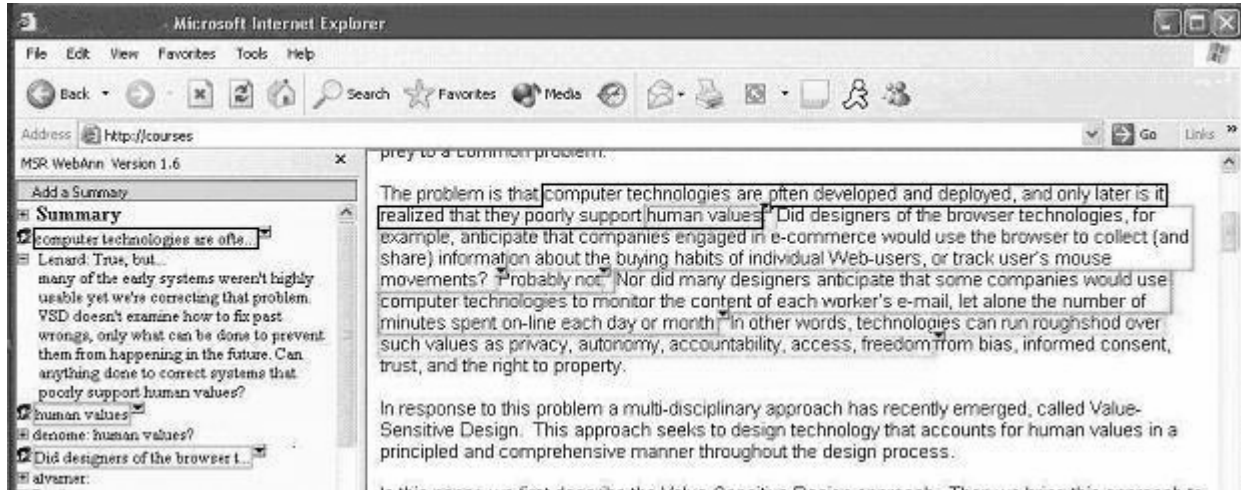 Microsoft Internet Explorer
File Edit View Favorites Tools Help
Back Search Favorites Media
Address http://courses Go Links »
MSR WebAnn Version 1.6 x
Add a Summary
Summary
computer technologies are ofte...
Lenard: True, but...
many of the early systems weren't highly
usable yet we're correcting that problem.
VSD doesn't examine how to fix past
wrongs, only what can be done to prevent
them from happening in the future. Can
anything done to correct systems that
poorly support human values?
human values
denome: human values?
Did designers of the browser t...
alvamer:
prey to a common problem.
The problem is that computer technologies are often developed and deployed, and only later is it
realized that they poorly support human values. Did designers of the browser technologies, for
example, anticipate that companies engaged in e-commerce would use the browser to collect (and
share) information about the buying habits of individual Web-users, or track user's mouse
movements? Probably not. Nor did many designers anticipate that some companies would use
computer technologies to monitor the content of each worker's e-mail, let alone the number of
minutes spent on-line each day or month. In other words, technologies can run roughshod over
such values as privacy, autonomy, accountability, access, freedom from bias, informed consent,
trust, and the right to property.
In response to this problem a multi-disciplinary approach has recently emerged, called Value-
Sensitive Design. This approach seeks to design technology that accounts for human values in a
principled and comprehensive manner throughout the design process.